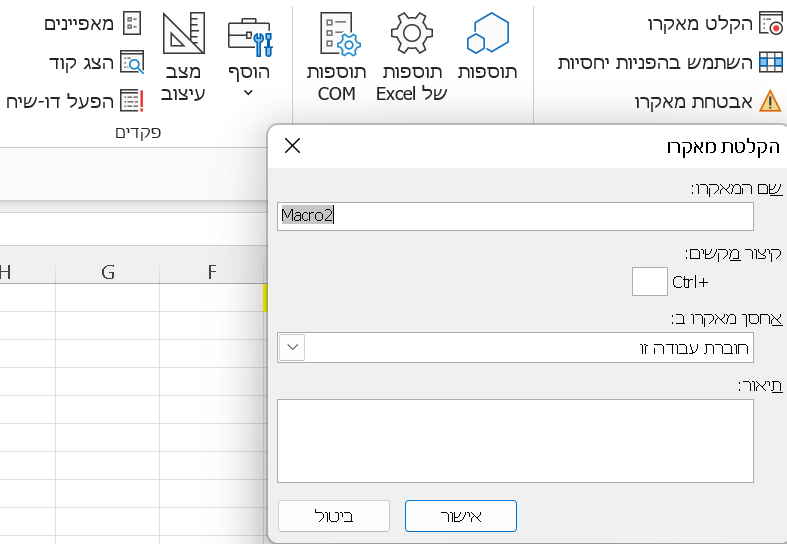 הקלט מאקרו
השתמש בהפניות יחסיות
אבטחת מאקרו
תוספות
תוספות
של Excel
תוספות
COM
הוסף
מצב
עיצוב
מאפיינים
הצג קוד
הפעל דו-שיח
פקדים
הקלטת מאקרו
שם המאקרו:
Macro2
קיצור מקשים:
Ctrl+
אחסן מאקרו ב:
חוברת עבודה זו
תיאור:
אישור
ביטול
F
G
H